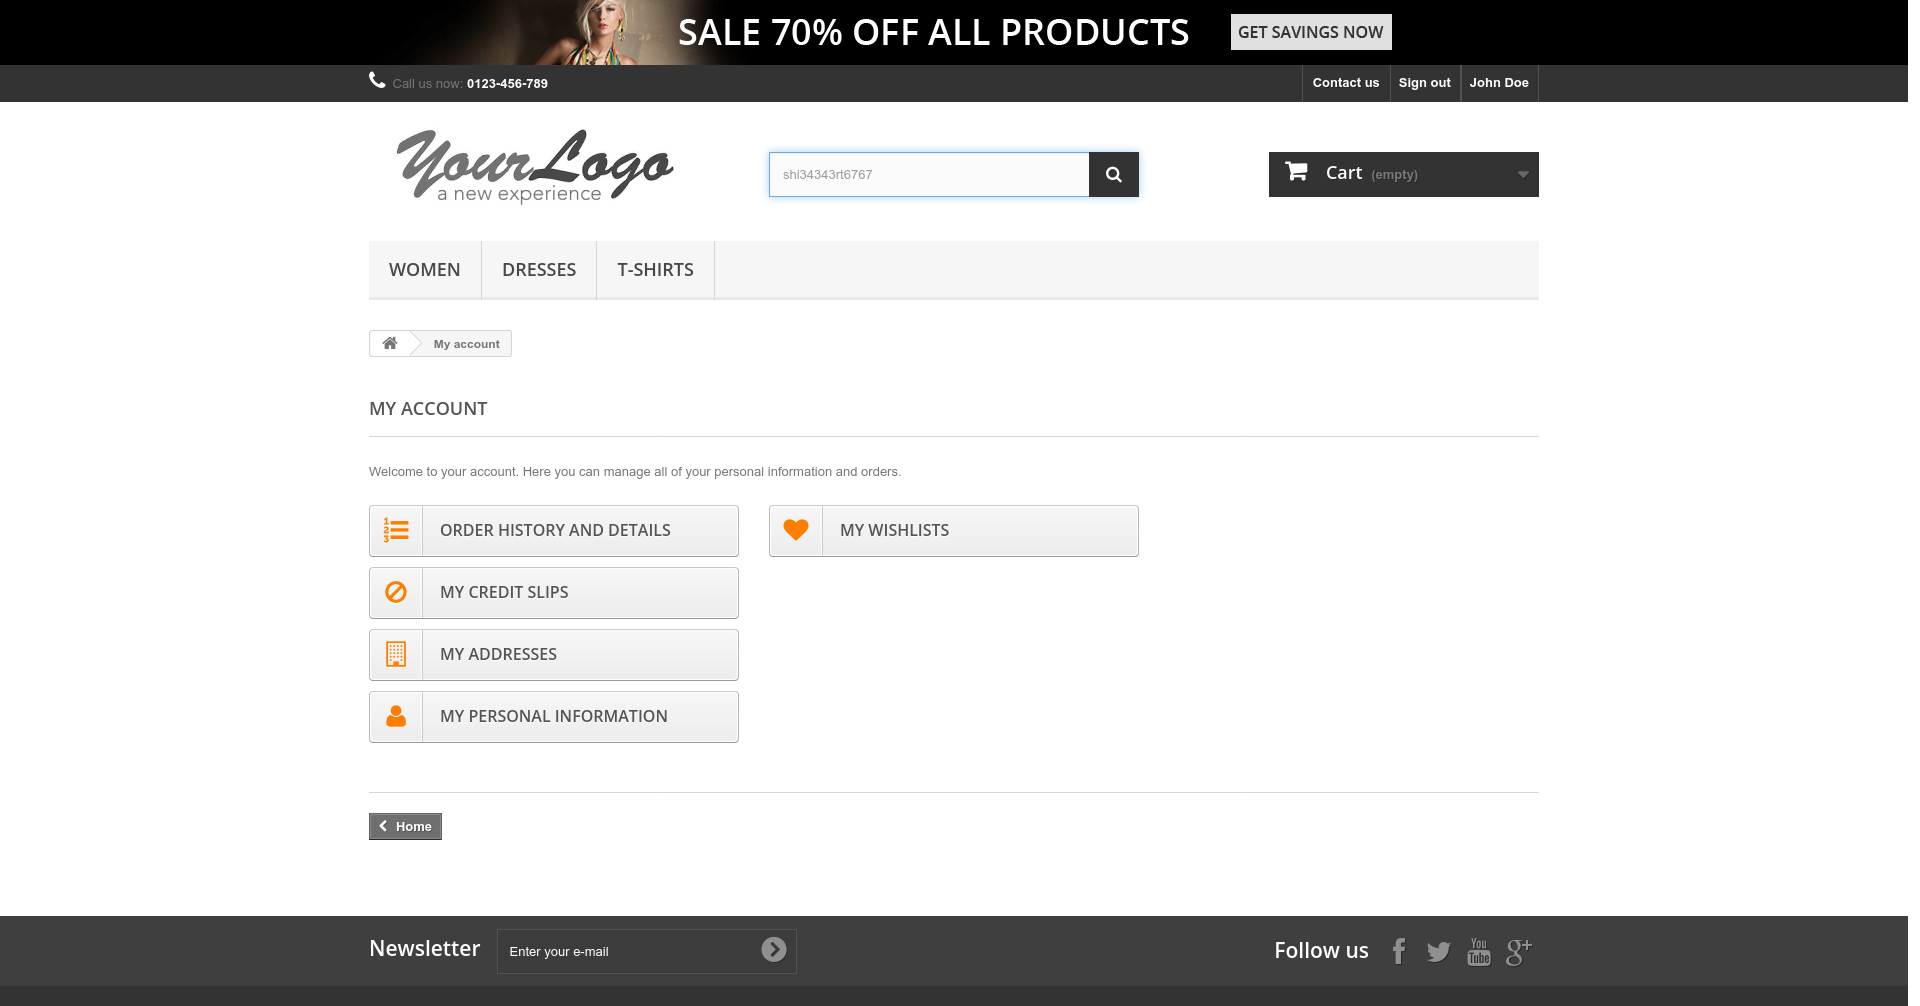 SALE 70% OFF ALL PRODUCTS
GET SAVINGS NOW
Call us now: 0123-456-789
Contact us
Sign out
John Doe
YourLogo
a new experience
shi34343rt6767
Cart (empty)
WOMEN
DRESSES
T-SHIRTS
My account
MY ACCOUNT
Welcome to your account. Here you can manage all of your personal information and orders.
ORDER HISTORY AND DETAILS
MY WISHLISTS
MY CREDIT SLIPS
MY ADDRESSES
MY PERSONAL INFORMATION
Home
Newsletter
Enter your e-mail
Follow us
You
Tube